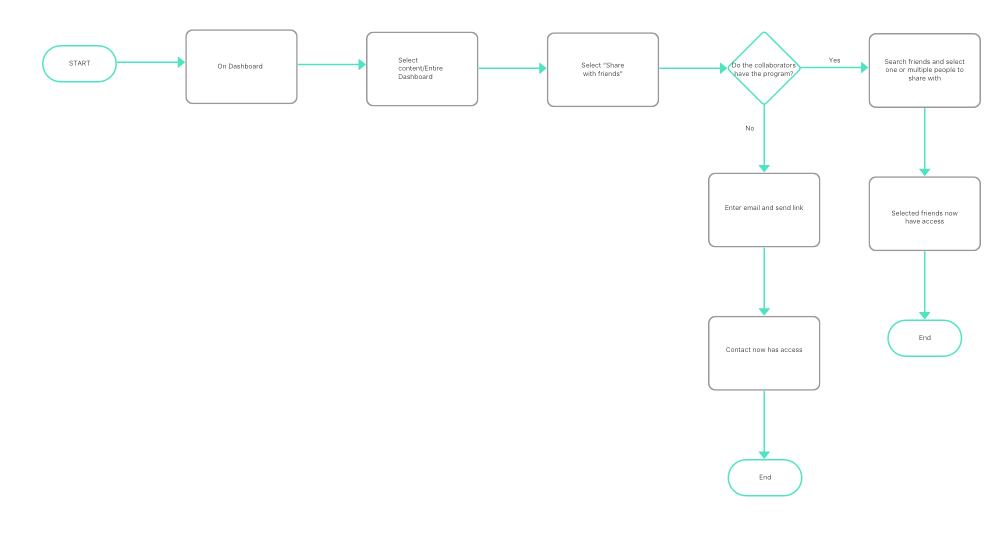 START
On Dashboard
Select
content/Entire
Dashboard
Select "Share
with friends"
Do the collaborators
have the program?
Yes
Search friends and select
one or multiple people to
share with
No
Enter email and send link
Selected friends now
have access
Contact now has access
End
End